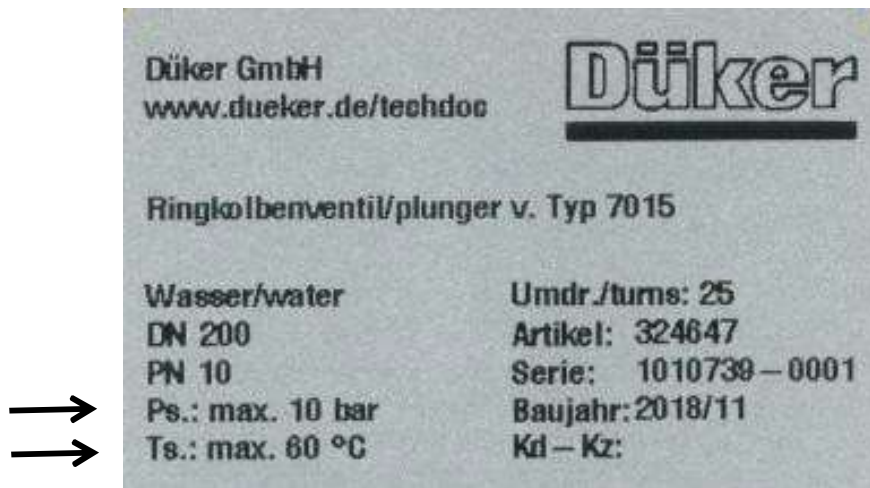 Düker GmbH
www.dueker.de/techdoc
Düker
Ringkolbenventil/plunger v. Typ 7015
Wasser/water
DN 200
PN 10
Ps.: max. 10 bar
Ts.: max. 60 °C
Umdr./turns: 25
Artikel: 324647
Serie: 1010739-0001
Baujahr: 2018/11
Kd-Kz: